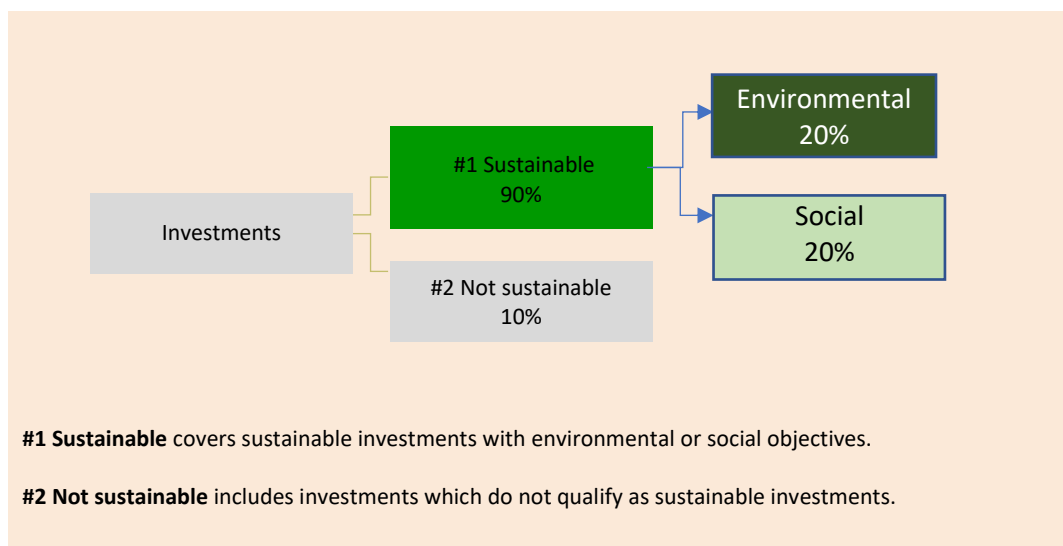 Environmental
20%
#1 Sustainable
90%
Investments
Social
20%
#2 Not sustainable
10%
#1 Sustainable covers sustainable investments with environmental or social objectives.
#2 Not sustainable includes investments which do not qualify as sustainable investments.